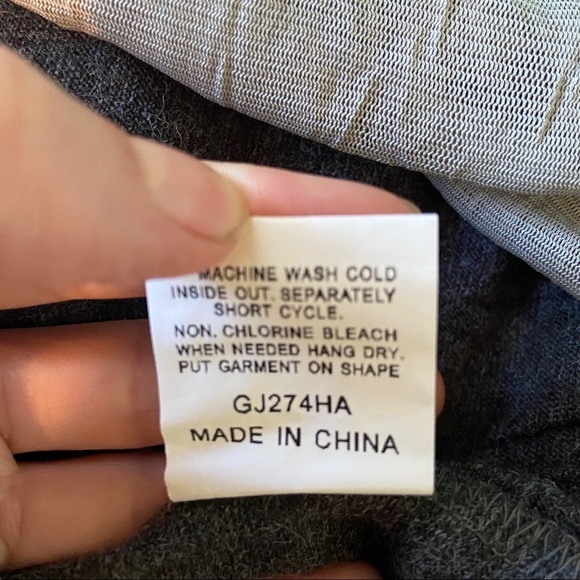 MACHINE WASH COLD
INSIDE OUT. SEPARATELY
SHORT CYCLE.
NON. CHLORINE BLEACH
WHEN NEEDED HANG DRY.
PUT GARMENT ON SHAPE
GJ274HA
MADE IN CHINA